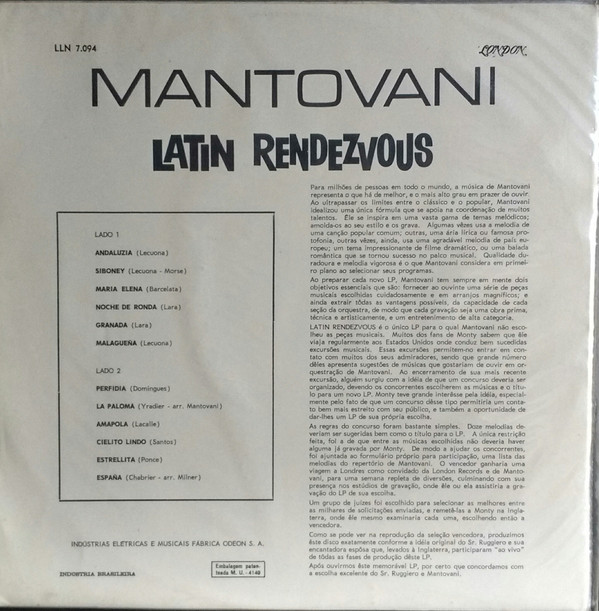 LLN 7.094
LONDON
MANTOVANI
LATIN RENDEZVOUS
LADO 1
ANDALUZIA (Lecuona)
SIBONEY (Lecuona - Morse)
MARIA ELENA (Barcelata)
NOCHE DE RONDA (Lara)
GRANADA (Lara)
MALAGUEÑA (Lecuona)
LADO 2
PERFIDIA (Domingues)
LA PALOMA (Yradier - arr. Mantovani)
AMAPOLA (Lacalle)
CIELITO LINDO (Santos)
ESTRELLITA (Ponce)
ESPAÑA (Chabrier - arr. Milner)
Para milhões de pessoas em todo o mundo, a música de Mantovani
representa o que há de melhor, e o mais alto grau em prazer de ouvir.
Ao ultrapassar os limites entre o clássico e o popular, Mantovani
idealizou uma única fórmula que se apoia na coordenação de muitos
talentos. Êle se inspira em uma vasta gama de temas melódicos;
amolda-os ao seu estilo e os grava. Algumas vêzes usa a melodia de
uma canção popular comum; outras, uma ária lírica ou famosa pro-
tofonia, outras vêzes, ainda, usa uma agradável melodia de país eu-
ropeu; um tema impressionante de filme dramático, ou uma balada
romântica que se tornou sucesso no palco musical. Qualidade du-
radoura e melodia vigorosa é o que Mantovani considera em primei-
ro plano ao selecionar seus programas.
Ao preparar cada novo LP, Mantovani tem sempre em mente dois
objetivos essenciais que são: fornecer ao ouvinte uma série de peças
musicais escolhidas cuidadosamente e em arranjos magníficos; e
ainda extrair tôdas as vantagens possíveis, da capacidade de cada
seção da orquestra, de modo que cada gravação seja uma obra prima,
técnica e artìsticamente, e um entretenimento de alta categoria.
LATIN RENDEZVOUS é o único LP para o qual Mantovani não esco-
lheu as peças musicais. Muitos dos fans de Monty sabem que êle
viaja regularmente aos Estados Unidos onde conduz bem sucedidas
excursões musicais. Essas excursões permitem-no entrar em con-
tato com muitos dos seus admiradores, sendo que grande número
dêles apresenta sugestões de músicas que gostariam de ouvir em or-
questração de Mantovani. Ao encerramento de sua mais recente
excursão, alguém surgiu com a idéia de que um concurso deveria ser
organizado, devendo os concorrentes escolherem as músicas e o títu-
lo para um novo LP. Monty teve grande interêsse pela idéia, especial-
mente pelo fato de que um concurso dêsse tipo permitiria um conta-
to bem mais estreito com seu público, e também a oportunidade de
dar-lhes um LP de sua própria escolha.
As regras do concurso foram bastante simples. Doze melodias de-
veriam ser sugeridas bem como o título para o LP. A única restrição
feita, foi a de que entre as músicas escolhidas não deveria haver
alguma já gravada por Monty. De modo a ajudar os concorrentes,
foi ajuntada ao formulário próprio para participação, uma lista das
melodias do repertório de Mantovani. O vencedor ganharia uma
viagem a Londres como convidado da London Records e de Manto-
vani, para uma semana repleta de diversões, culminando com sua
presença nos estúdios de gravação, onde êle ou ela assistiria a gra-
vação do LP de sua escolha.
Um grupo de juízes foi escolhido para selecionar as melhores entre
as milhares de solicitações enviadas, e remetê-las a Monty na Ingla-
terra, onde êle mesmo examinaria cada uma, escolhendo então a
vencedora.
Como se pode ver na reprodução da seleção vencedora, produzimos
êste disco exatamente conforme a idéia original do Sr. Ruggiero e sua
encantadora espôsa que, levados à Inglaterra, participaram "ao vivo"
de tôdas as fases de produção dêste LP.
Após ouvirmos êste memorável LP, por certo que concordamos com
a escolha excelente do Sr. Ruggiero e Mantovani.
INDÚSTRIAS ELÉTRICAS E MUSICAIS FÁBRICA ODEON S. A.
INDÚSTRIA BRASILEIRA
Embalagem paten-
teada M. U. - 4148